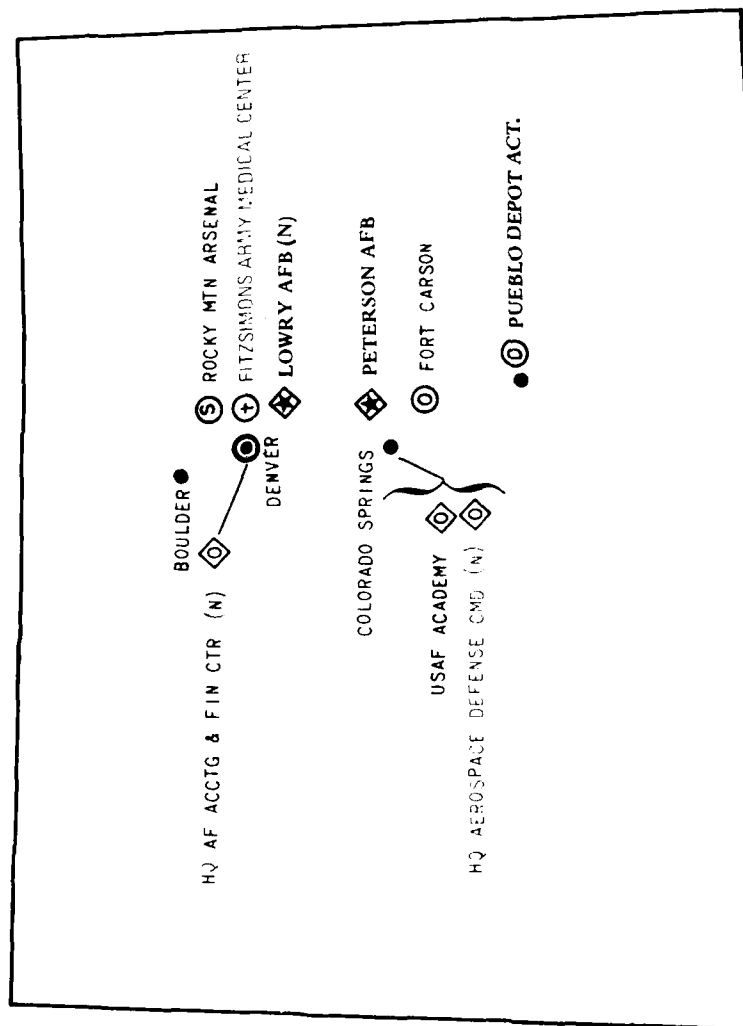 BOULDER
HQ AF ACCTG & FIN CTR (N)
S ROCKY MTN ARSENAL
FITZSIMONS ARMY MEDICAL CENTER
DENVER
LOWRY AFB (N)
PETERSON AFB
COLORADO SPRINGS
O FORT CARSON
USAF ACADEMY
HQ AEROSPACE DEFENSE CMD (N)
O PUEBLO DEPOT ACT.